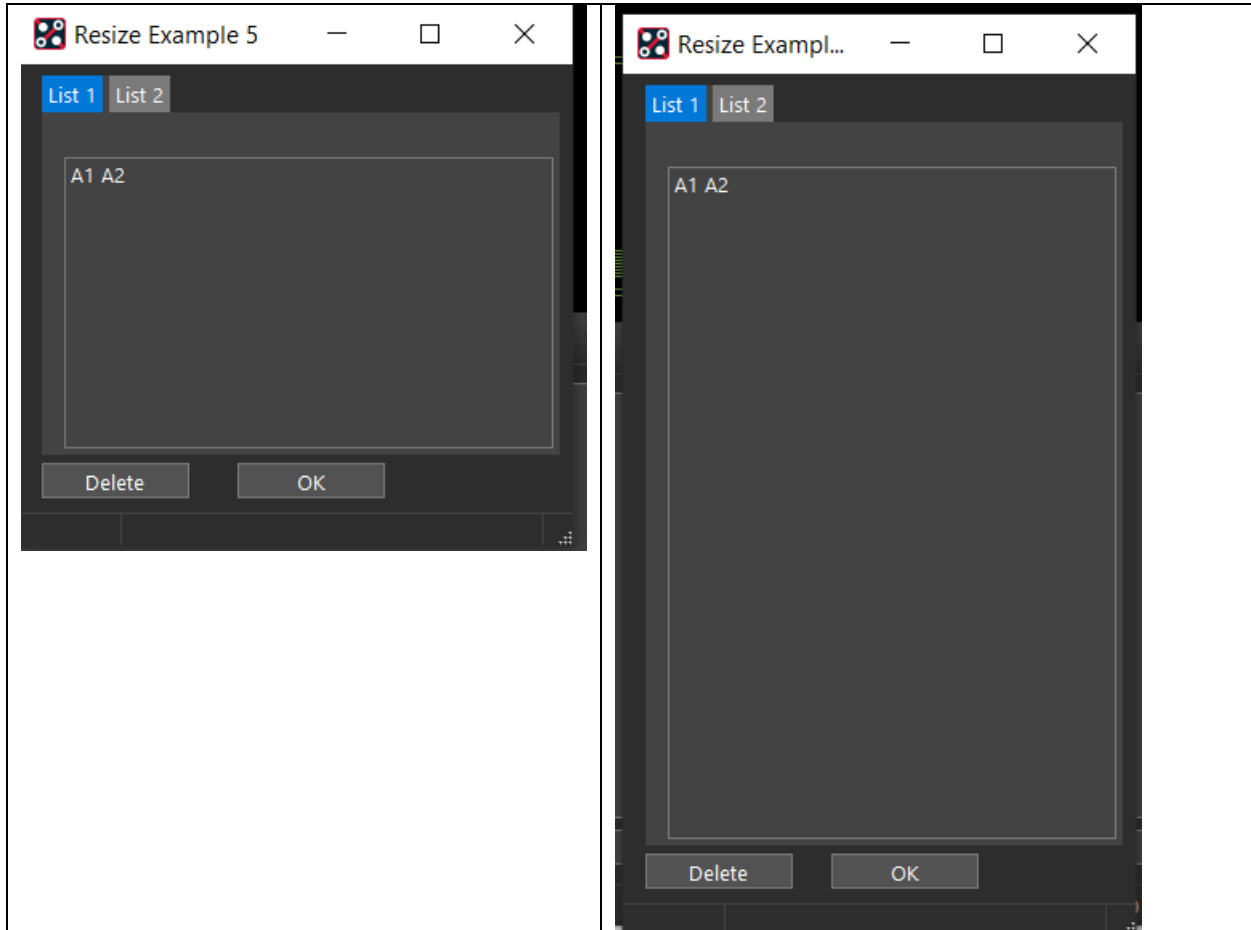 Resize Example 5
List 1 List 2
A1 A2
Delete OK
Resize Exampl...
List 1 List 2
A1 A2
Delete OK